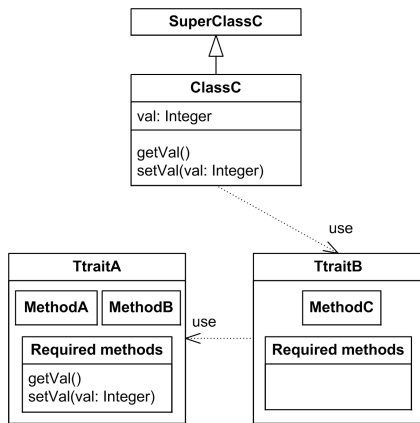 SuperClassC
ClassC
val: Integer
getVal()
setVal(val: Integer)
use
TtraitA
MethodA MethodB
Required methods
getVal()
setVal(val: Integer)
use
TtraitB
MethodC
Required methods